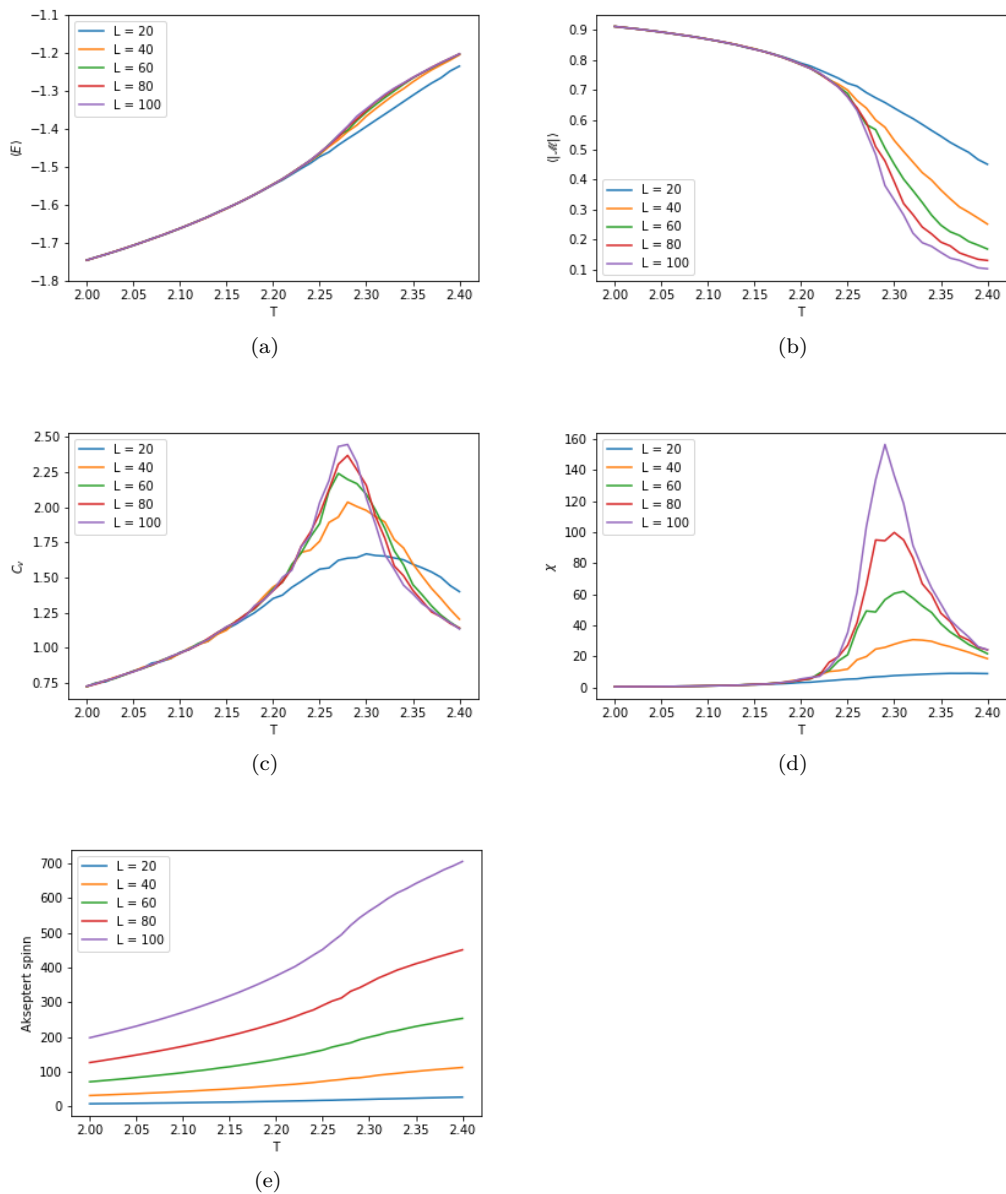 −1.1
−1.2
−1.3
−1.4
−1.5
−1.6
−1.7
−1.8
⟨E⟩
L = 20
L = 40
L = 60
L = 80
L = 100
2.00 2.05 2.10 2.15 2.20 2.25 2.30 2.35 2.40
T
(a)
0.9
0.8
0.7
0.6
0.5
0.4
0.3
0.2
0.1
⟨|ℳ|⟩
L = 20
L = 40
L = 60
L = 80
L = 100
2.00 2.05 2.10 2.15 2.20 2.25 2.30 2.35 2.40
T
(b)
2.50
2.25
2.00
1.75
1.50
1.25
1.00
0.75
Cᵥ
L = 20
L = 40
L = 60
L = 80
L = 100
2.00 2.05 2.10 2.15 2.20 2.25 2.30 2.35 2.40
T
(c)
160
140
120
100
80
60
40
20
0
χ
L = 20
L = 40
L = 60
L = 80
L = 100
2.00 2.05 2.10 2.15 2.20 2.25 2.30 2.35 2.40
T
(d)
700
600
500
400
300
200
100
0
Akseptert spinn
L = 20
L = 40
L = 60
L = 80
L = 100
2.00 2.05 2.10 2.15 2.20 2.25 2.30 2.35 2.40
T
(e)